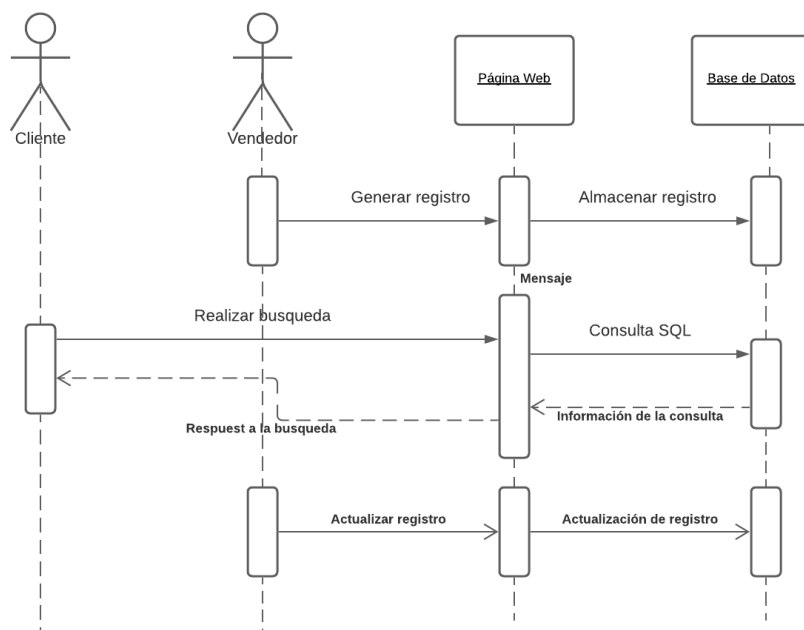 Página Web
Base de Datos
Cliente
Vendedor
Generar registro
Almacenar registro
Mensaje
Realizar busqueda
Consulta SQL
Información de la consulta
Respuest a la busqueda
Actualizar registro
Actualización de registro